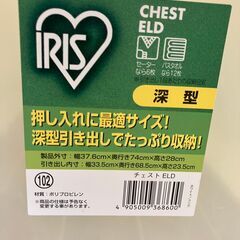 IRIS
CHEST
ELD
セーター
なら6枚
バスタオル
なら12枚
深型
押し入れに最適サイズ!
深型引き出しでたっぷり収納!
製品外寸:幅37.6cm×奥行き74cm×高さ28cm
引き出し内寸:幅33.5cm×奥行き68.5cm×高さ23.5cm
102
チェスト ELD
材質:ポリプロピレン
4 905009 368600